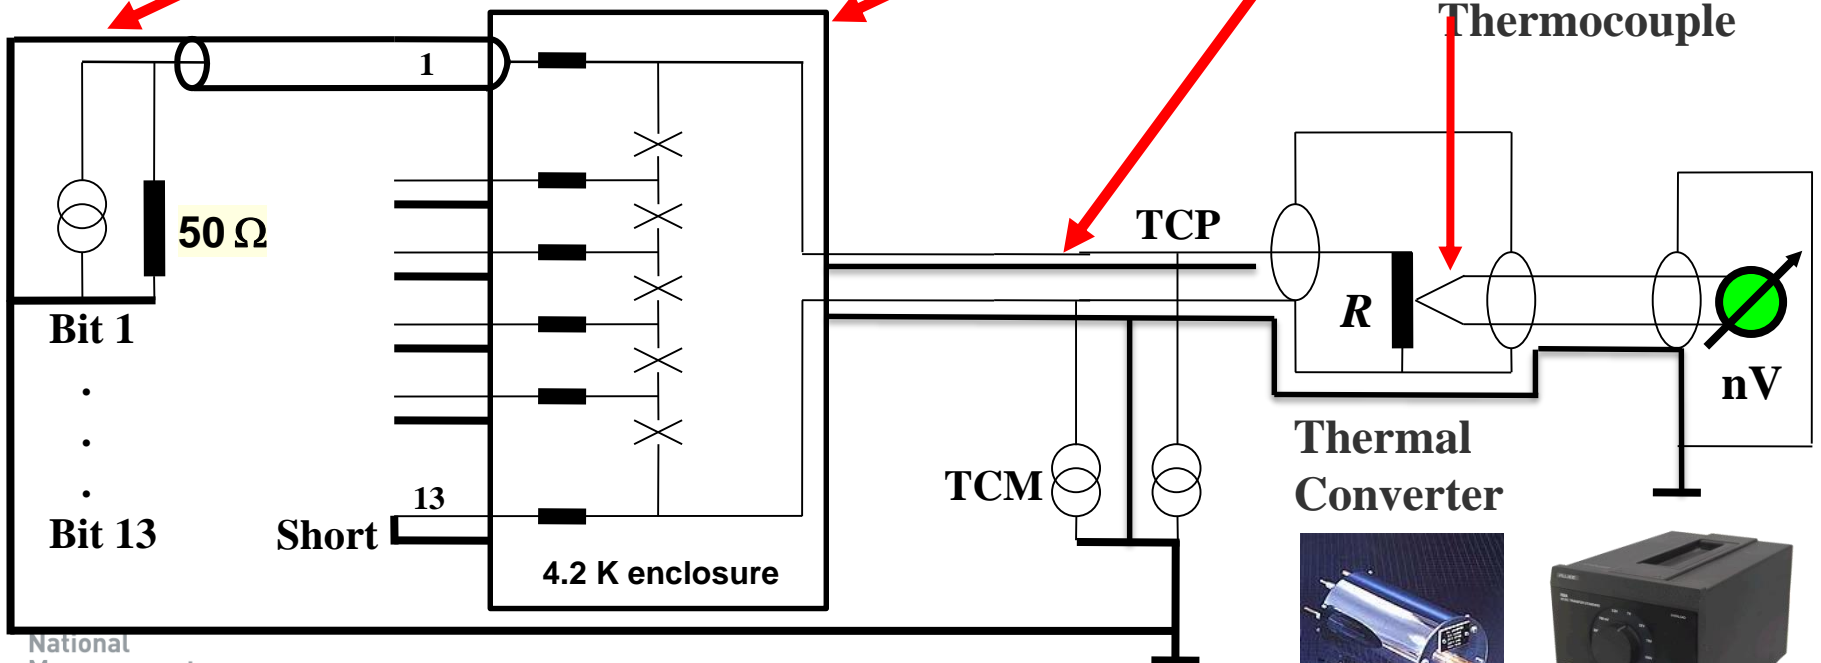 Thermocouple
1
TCP
50 Ω
R
Bit 1
.
.
.
Bit 13
nV
Thermal
Converter
TCM
13
Short
4.2 K enclosure
National